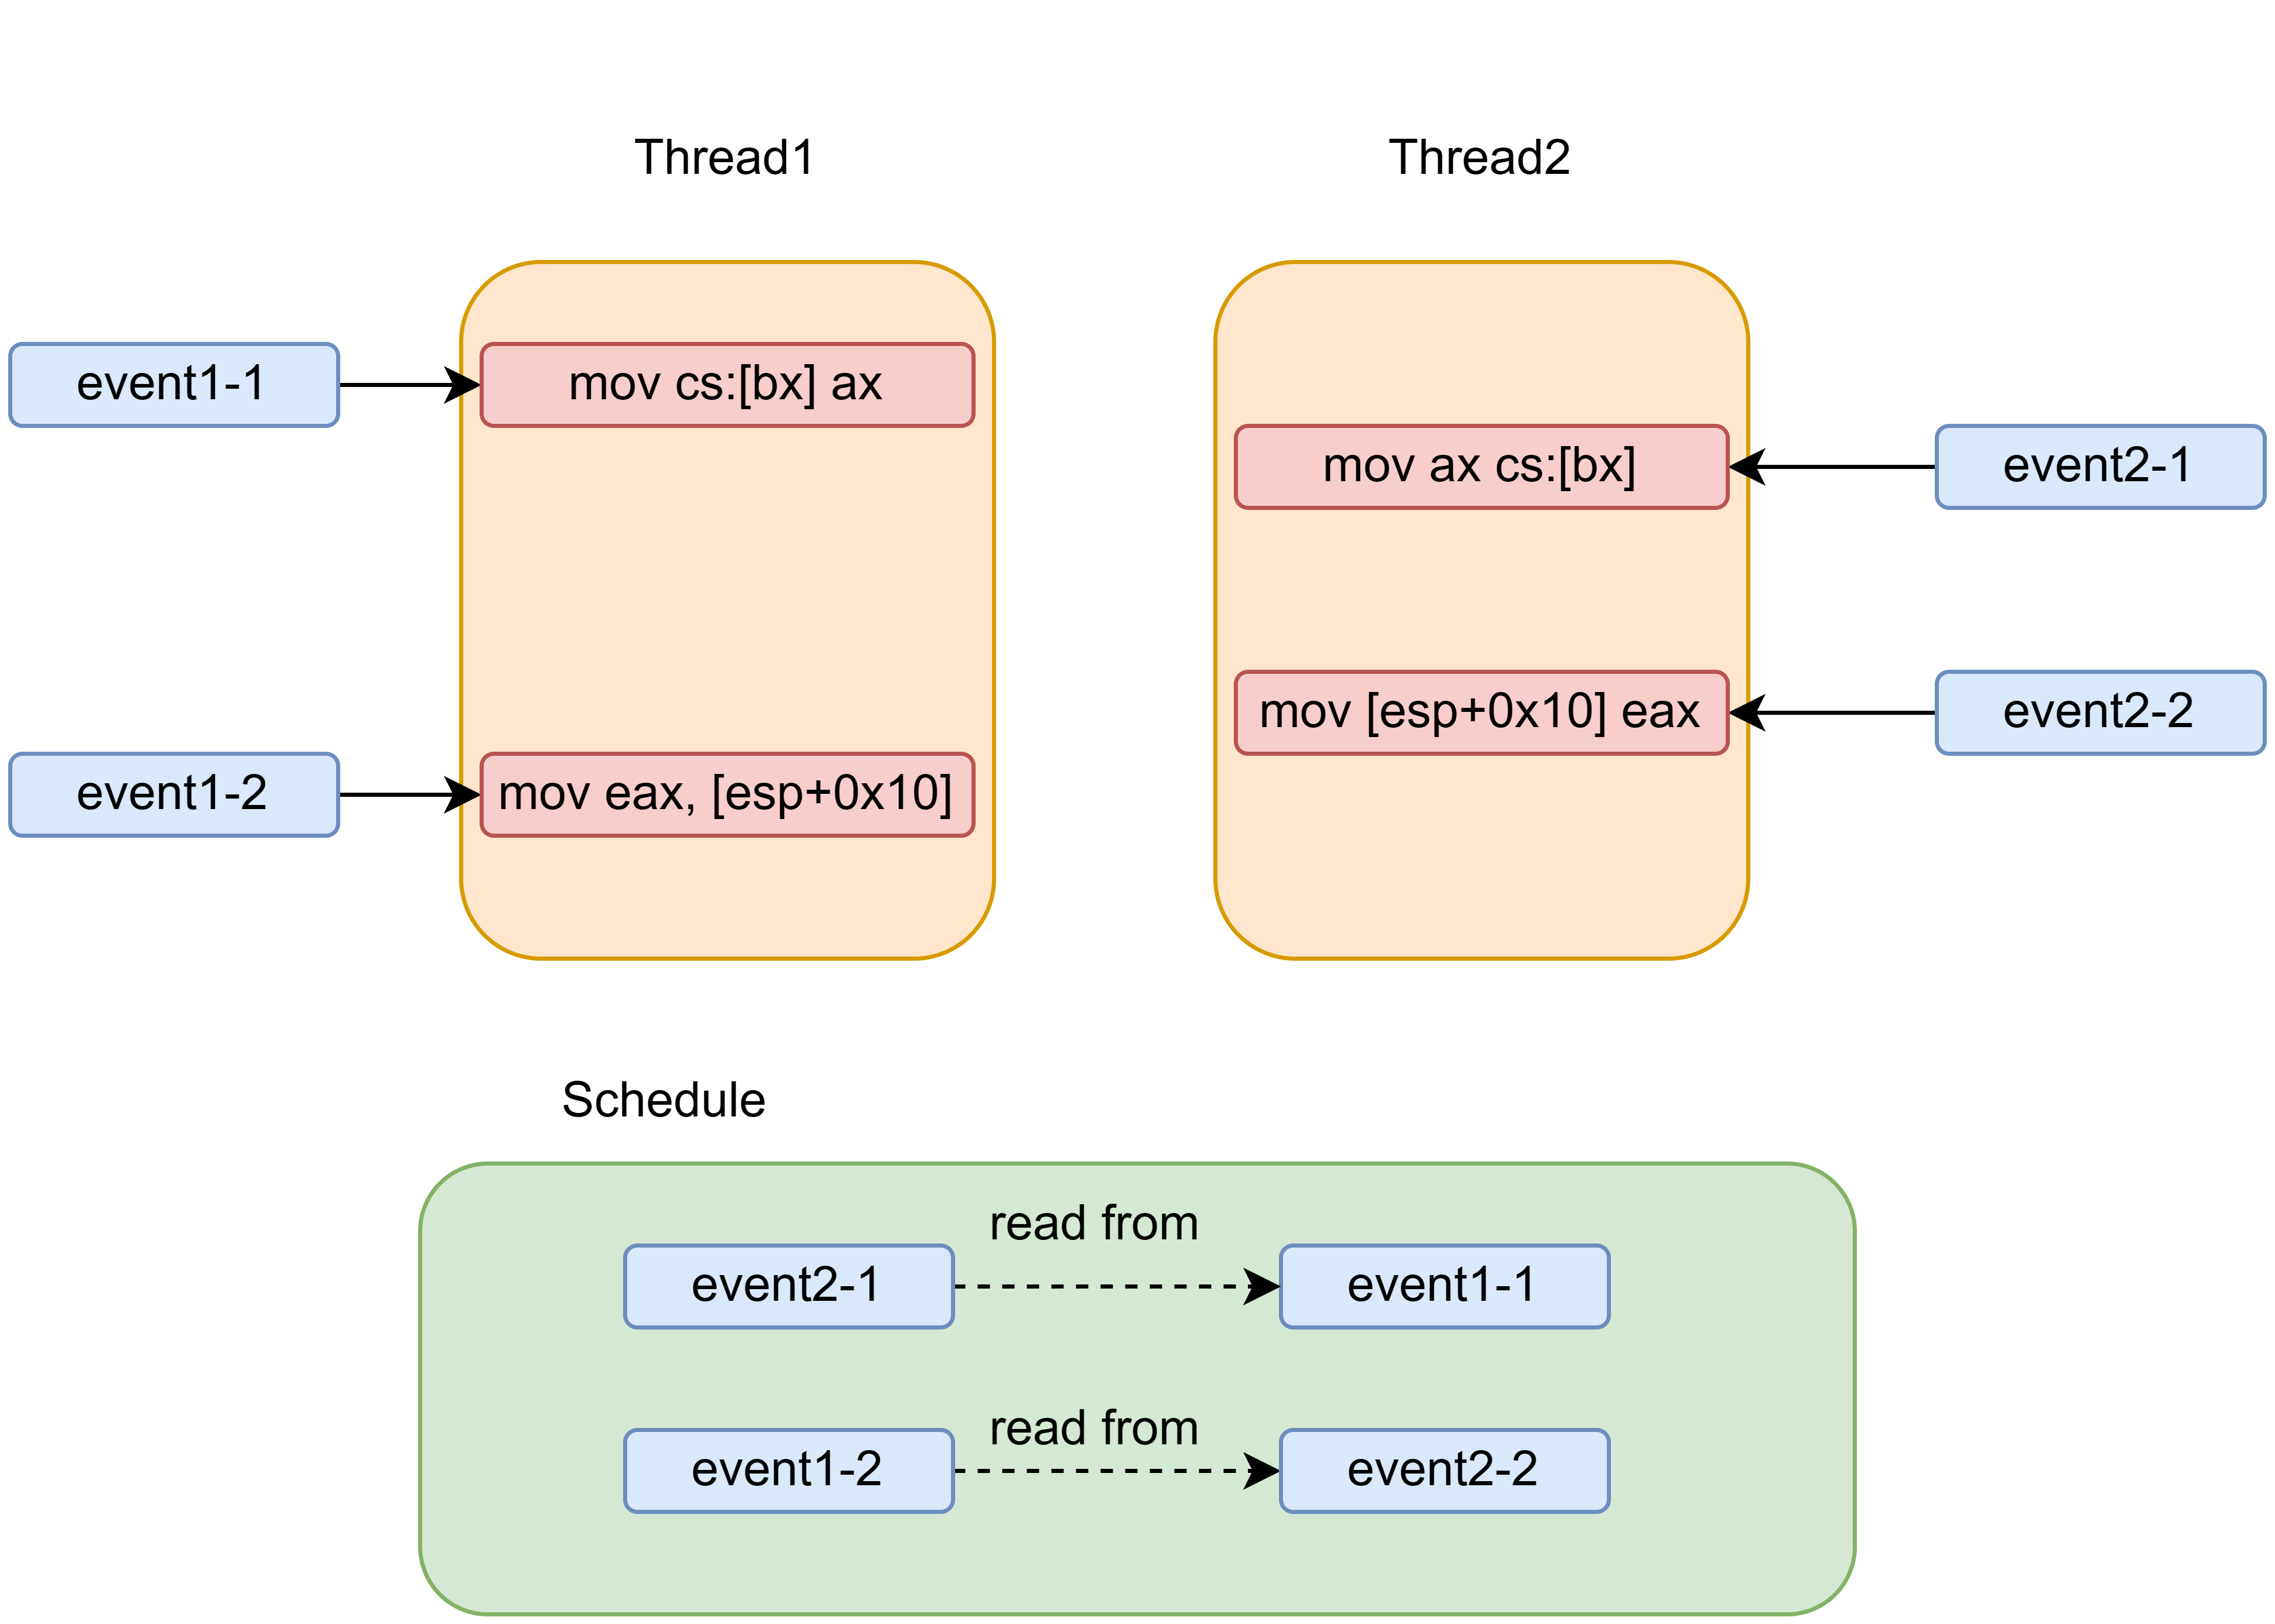 Thread1
Thread2
event1-1
mov cs:[bx] ax
mov ax cs:[bx]
event2-1
mov [esp+0x10] eax
event2-2
event1-2
mov eax, [esp+0x10]
Schedule
read from
event2-1
event1-1
read from
event1-2
event2-2